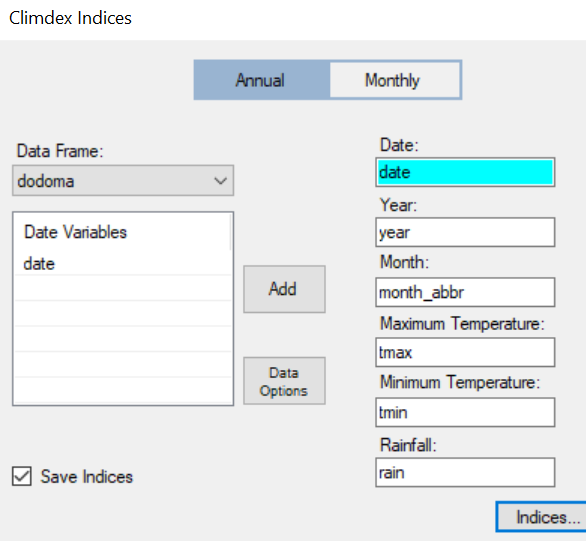 Climdex Indices
Annual
Monthly
Data Frame:
dodoma
Date Variables
date
Add
Data
Options
Save Indices
Date:
date
Year:
year
Month:
month_abbr
Maximum Temperature:
tmax
Minimum Temperature:
tmin
Rainfall:
rain
Indices...